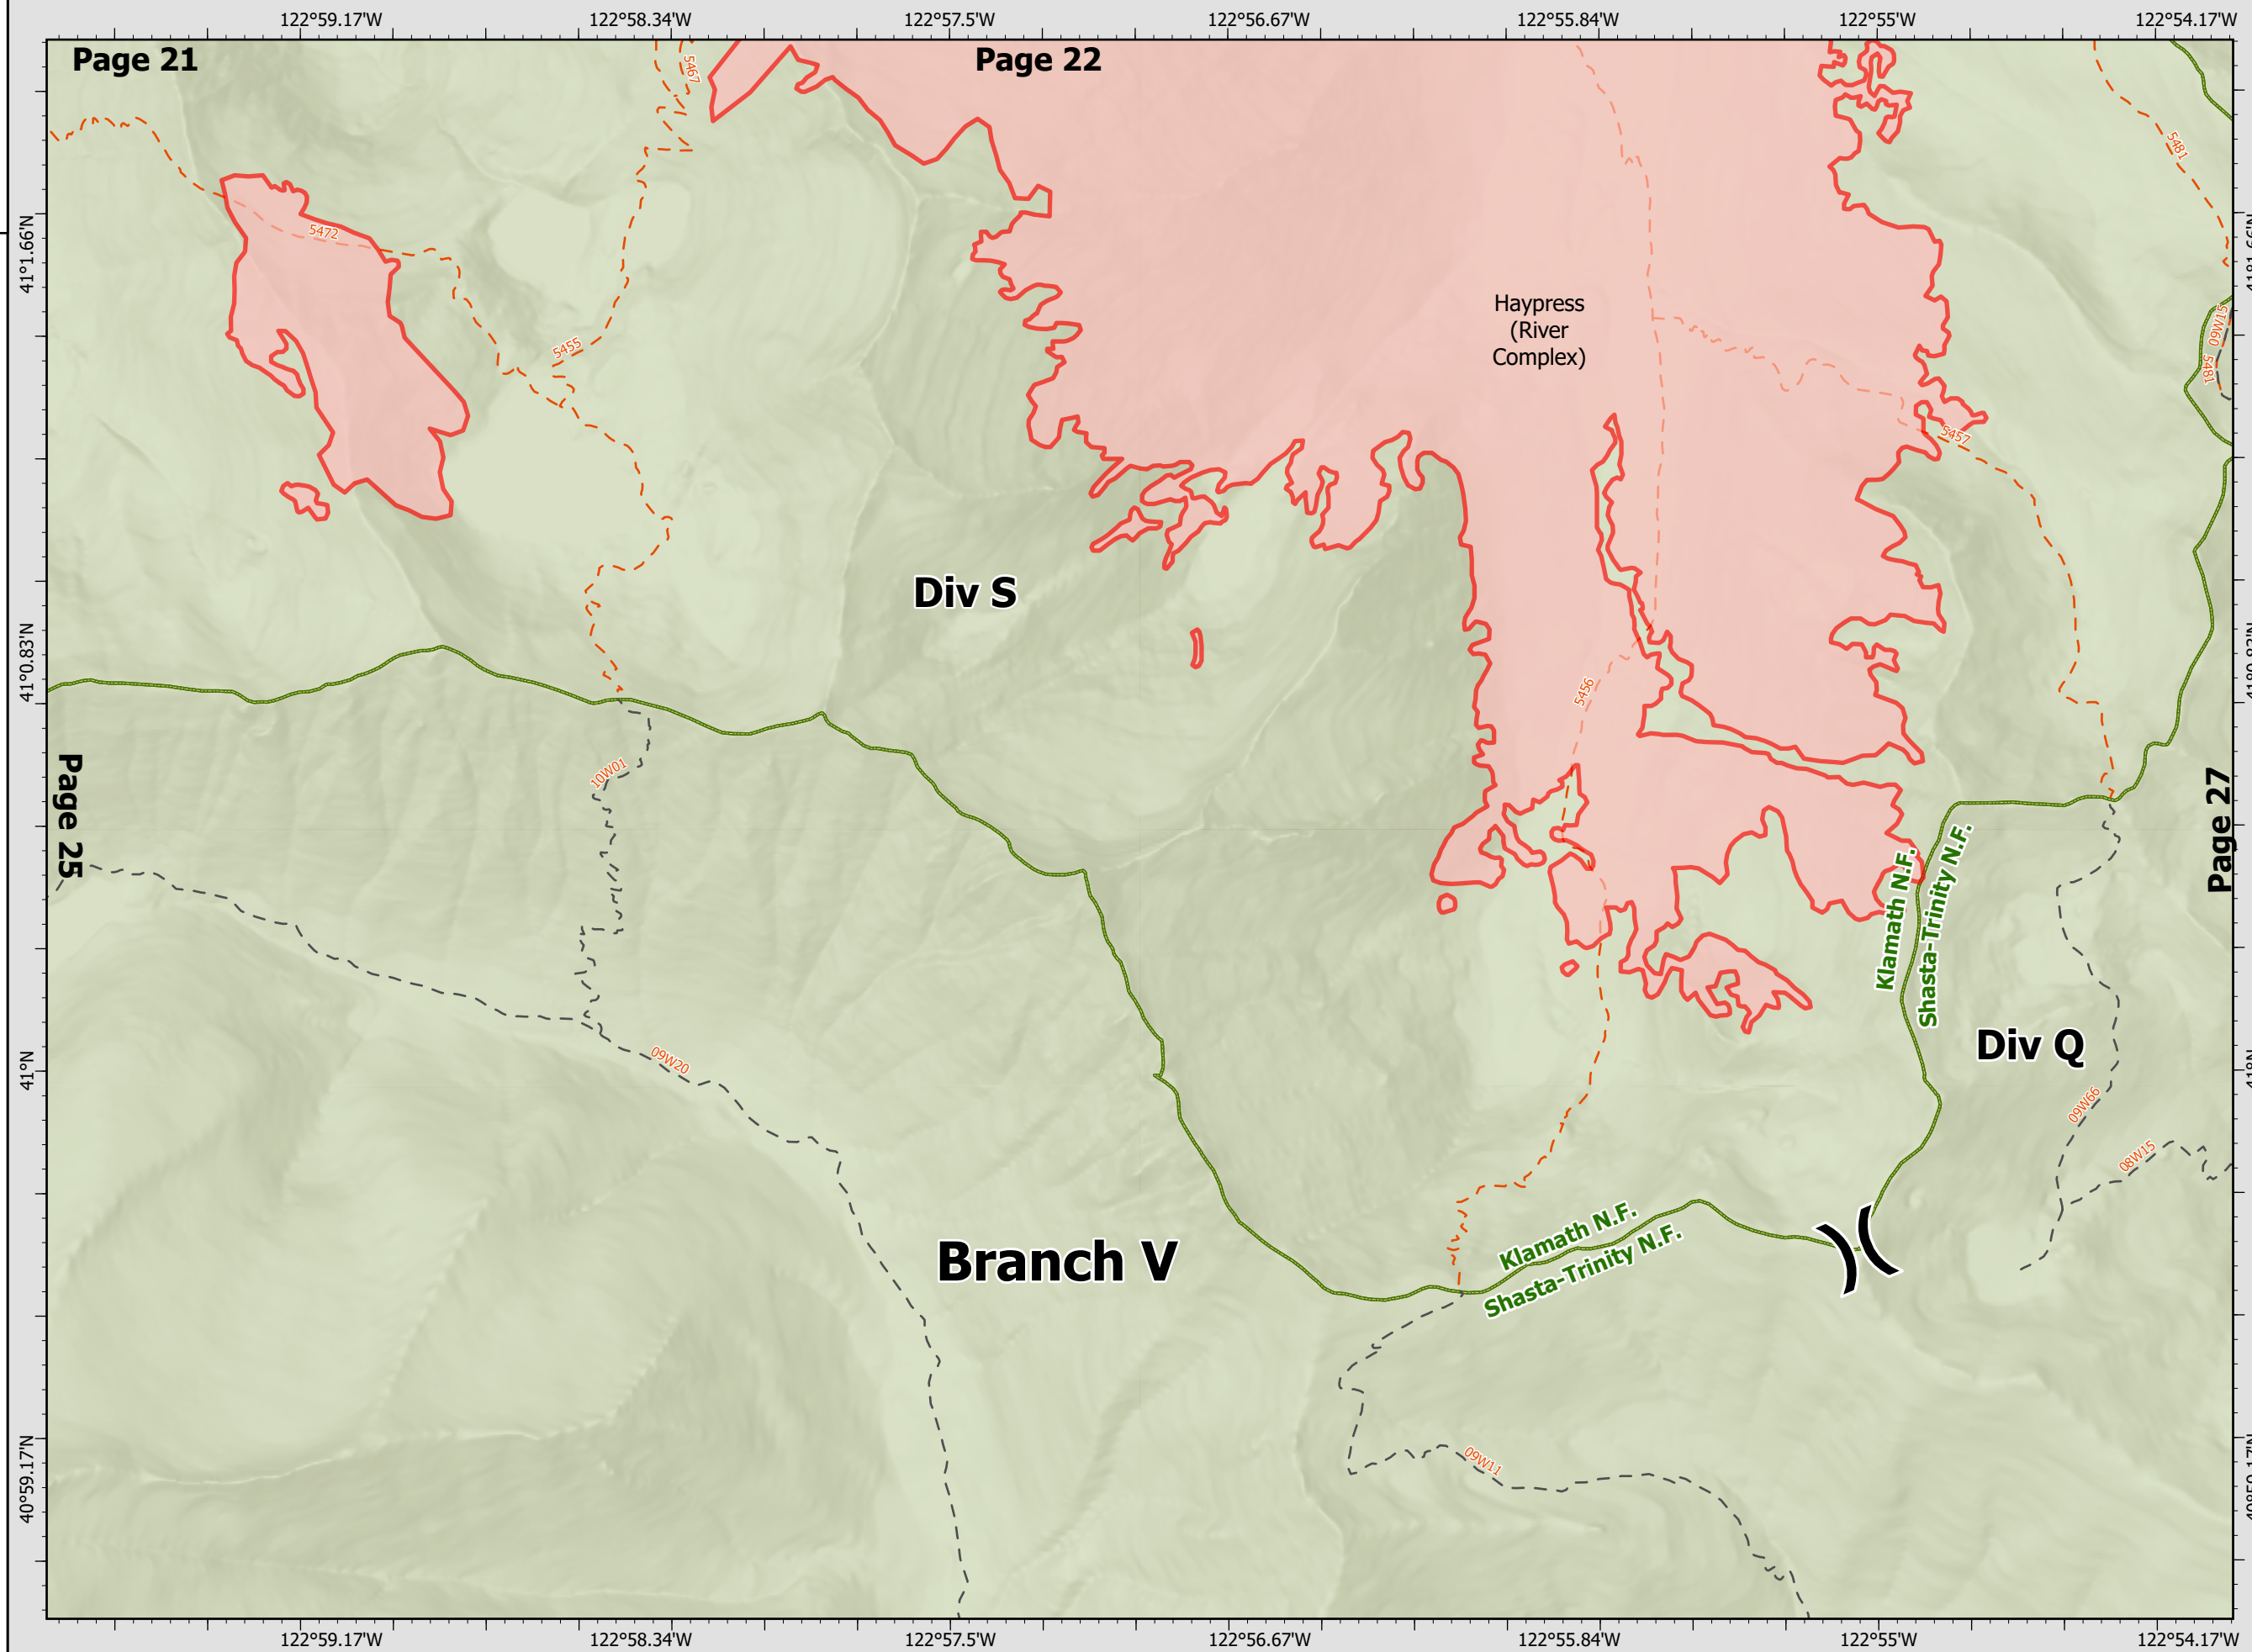 122°59.17'W
122°58.34'W
122°57.5'W
122°56.67'W
122°55.84'W
122°55'W
122°54.17'W
Page 21
Page 22
5467
5481
41°1.66'N
5472
5455
Haypress
(River
Complex)
09W15
5481
5457
Div S
41°0.83'N
5456
Page 25
10W01
Page 27
Klamath N.F.
Shasta-Trinity N.F.
41°N
09W20
Div Q
09W66
08W15
Branch V
Klamath N.F.
Shasta-Trinity N.F.
40°59.17'N
09W11
122°59.17'W
122°58.34'W
122°57.5'W
122°56.67'W
122°55.84'W
122°55'W
122°54.17'W